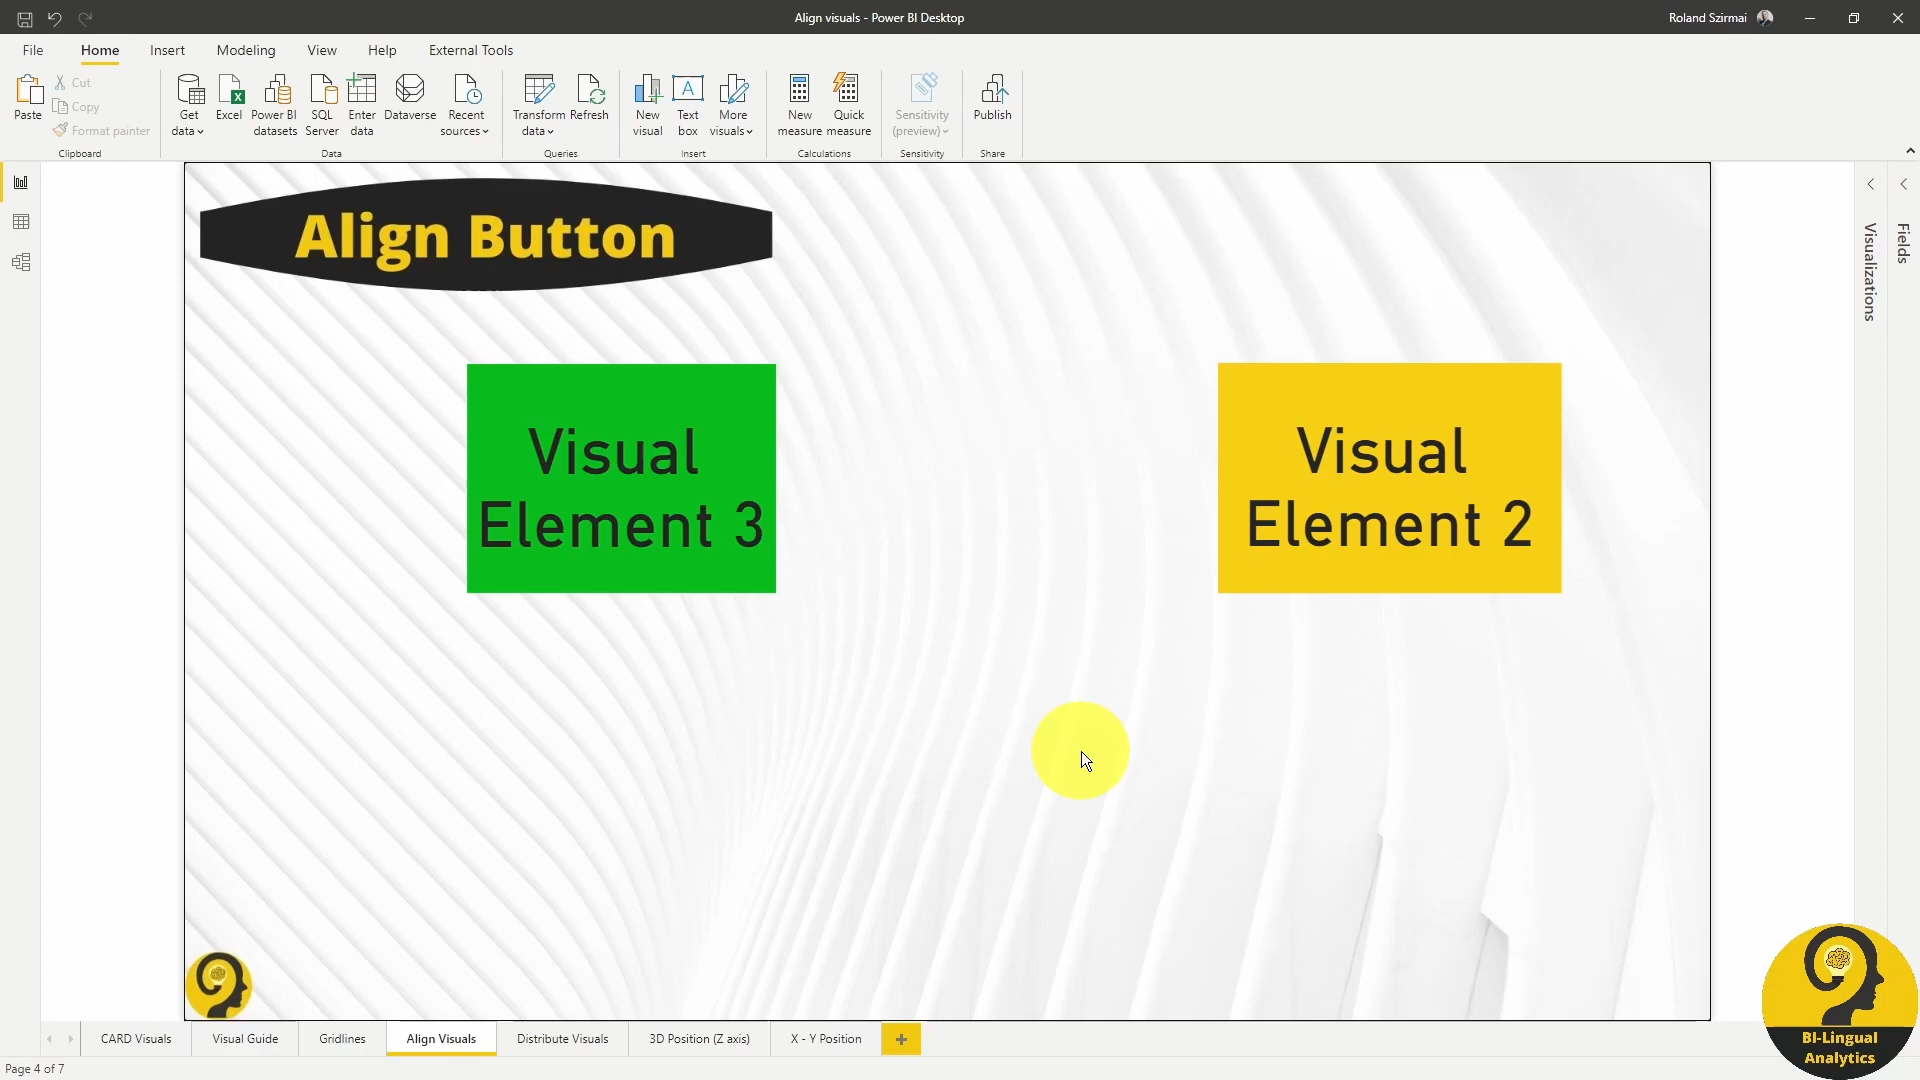 Align visuals - Power BI Desktop
Roland Szirmai
File Home Insert Modeling View Help External Tools
Paste
Cut
Copy
Format painter
Clipboard
Get data
Excel
Power BI datasets
SQL Server
Enter data
Dataverse
Recent sources
Data
Transform data
Refresh
Queries
New visual
Text box
More visuals
Insert
New measure
Quick measure
Calculations
Sensitivity (preview)
Sensitivity
Publish
Share
Align Button
Visual
Element 3
Visual
Element 2
Visualizations
Fields
CARD Visuals
Visual Guide
Gridlines
Align Visuals
Distribute Visuals
3D Position (Z axis)
X - Y Position
+
Page 4 of 7
BI-Lingual
Analytics